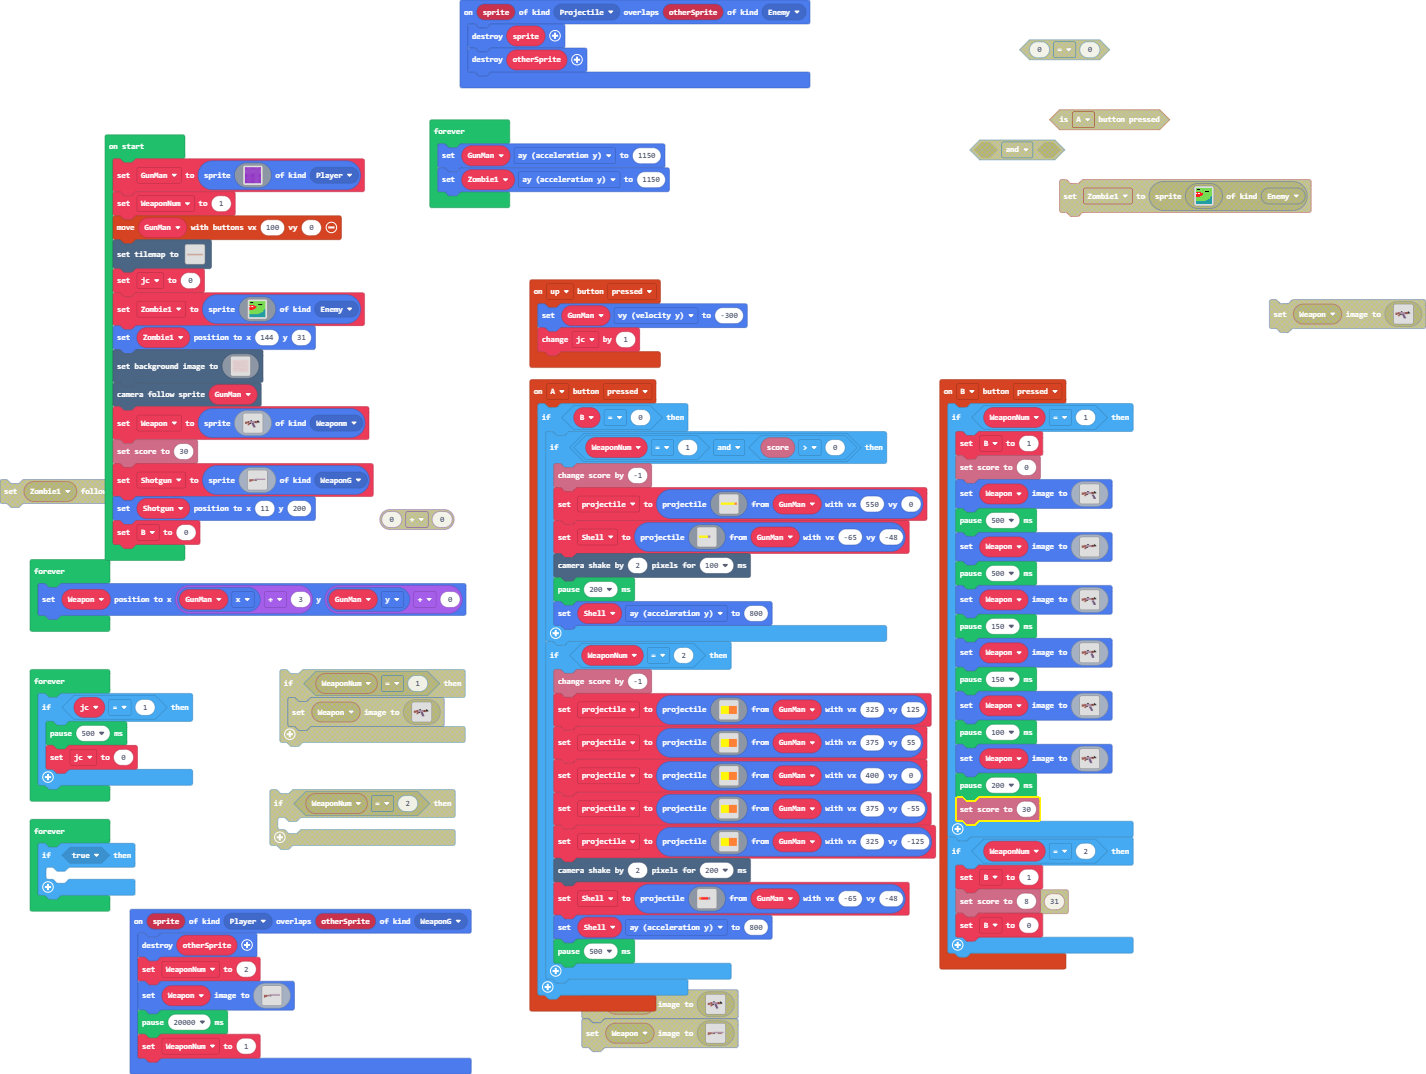 on sprite of kind Projectile overlaps otherSprite of kind Enemy
destroy sprite
destroy otherSprite
0 = 0
is A button pressed
and
set Zombie1 to sprite of kind Enemy
set Weapon image to
forever
set GunMan ay (acceleration y) to 1150
set Zombie1 ay (acceleration y) to 1150
on start
set GunMan to sprite of kind Player
set WeaponNum to 1
move GunMan with buttons vx 100 vy 0
set tilemap to
set jc to 0
set Zombie1 to sprite of kind Enemy
set Zombie1 position to x 144 y 31
set background image to
camera follow sprite GunMan
set Weapon to sprite of kind Weaponm
set score to 30
set Shotgun to sprite of kind WeaponG
set Shotgun position to x 11 y 200
set B to 0
set Zombie1 follow
0 + 0
forever
set Weapon position to x GunMan x + 3 y GunMan y + 0
forever
if jc = 1 then
pause 500 ms
set jc to 0
if WeaponNum = 1 then
set Weapon image to
if WeaponNum = 2 then
forever
if true then
on sprite of kind Player overlaps otherSprite of kind WeaponG
destroy otherSprite
set WeaponNum to 2
set Weapon image to
pause 20000 ms
set WeaponNum to 1
on up button pressed
set GunMan vy (velocity y) to -300
change jc by 1
on A button pressed
if B = 0 then
if WeaponNum = 1 and score > 0 then
change score by -1
set projectile to projectile from GunMan with vx 550 vy 0
set Shell to projectile from GunMan with vx -65 vy -48
camera shake by 2 pixels for 100 ms
pause 200 ms
set Shell ay (acceleration y) to 800
if WeaponNum = 2 then
change score by -1
set projectile to projectile from GunMan with vx 325 vy 125
set projectile to projectile from GunMan with vx 375 vy 55
set projectile to projectile from GunMan with vx 400 vy 0
set projectile to projectile from GunMan with vx 375 vy -55
set projectile to projectile from GunMan with vx 325 vy -125
camera shake by 2 pixels for 200 ms
set Shell to projectile from GunMan with vx -65 vy -48
set Shell ay (acceleration y) to 800
pause 500 ms
image to
set Weapon image to
on B button pressed
if WeaponNum = 1 then
set B to 1
set score to 0
set Weapon image to
pause 500 ms
set Weapon image to
pause 500 ms
set Weapon image to
pause 150 ms
set Weapon image to
pause 150 ms
set Weapon image to
pause 100 ms
set Weapon image to
pause 200 ms
set score to 30
if WeaponNum = 2 then
set B to 1
set score to 8 31
set B to 0